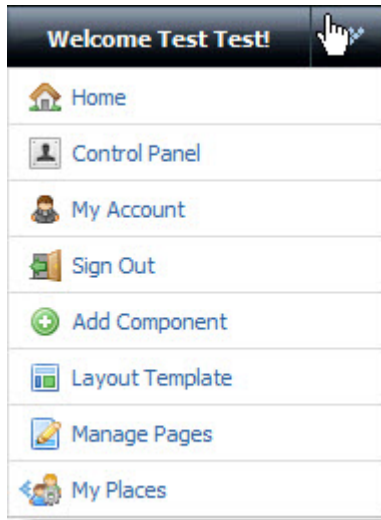 Welcome Test Test!
Home
Control Panel
My Account
Sign Out
Add Component
Layout Template
Manage Pages
My Places